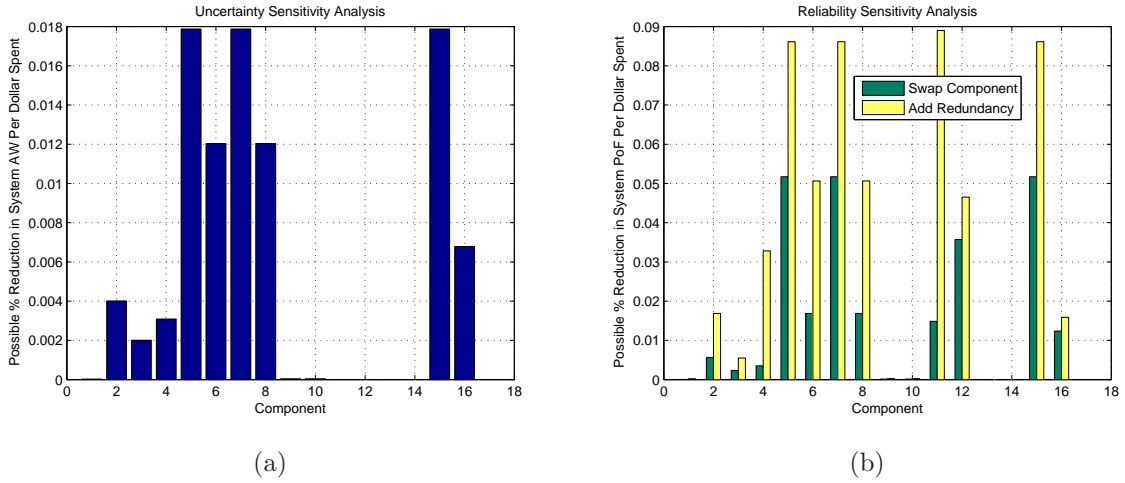 Uncertainty Sensitivity Analysis
Possible % Reduction in System AW Per Dollar Spent
0.018
0.016
0.014
0.012
0.01
0.008
0.006
0.004
0.002
0
0 2 4 6 8 10 12 14 16 18
Component
(a)
Reliability Sensitivity Analysis
Possible % Reduction in System PoF Per Dollar Spent
0.09
0.08
0.07
0.06
0.05
0.04
0.03
0.02
0.01
0
Swap Component
Add Redundancy
0 2 4 6 8 10 12 14 16 18
Component
(b)